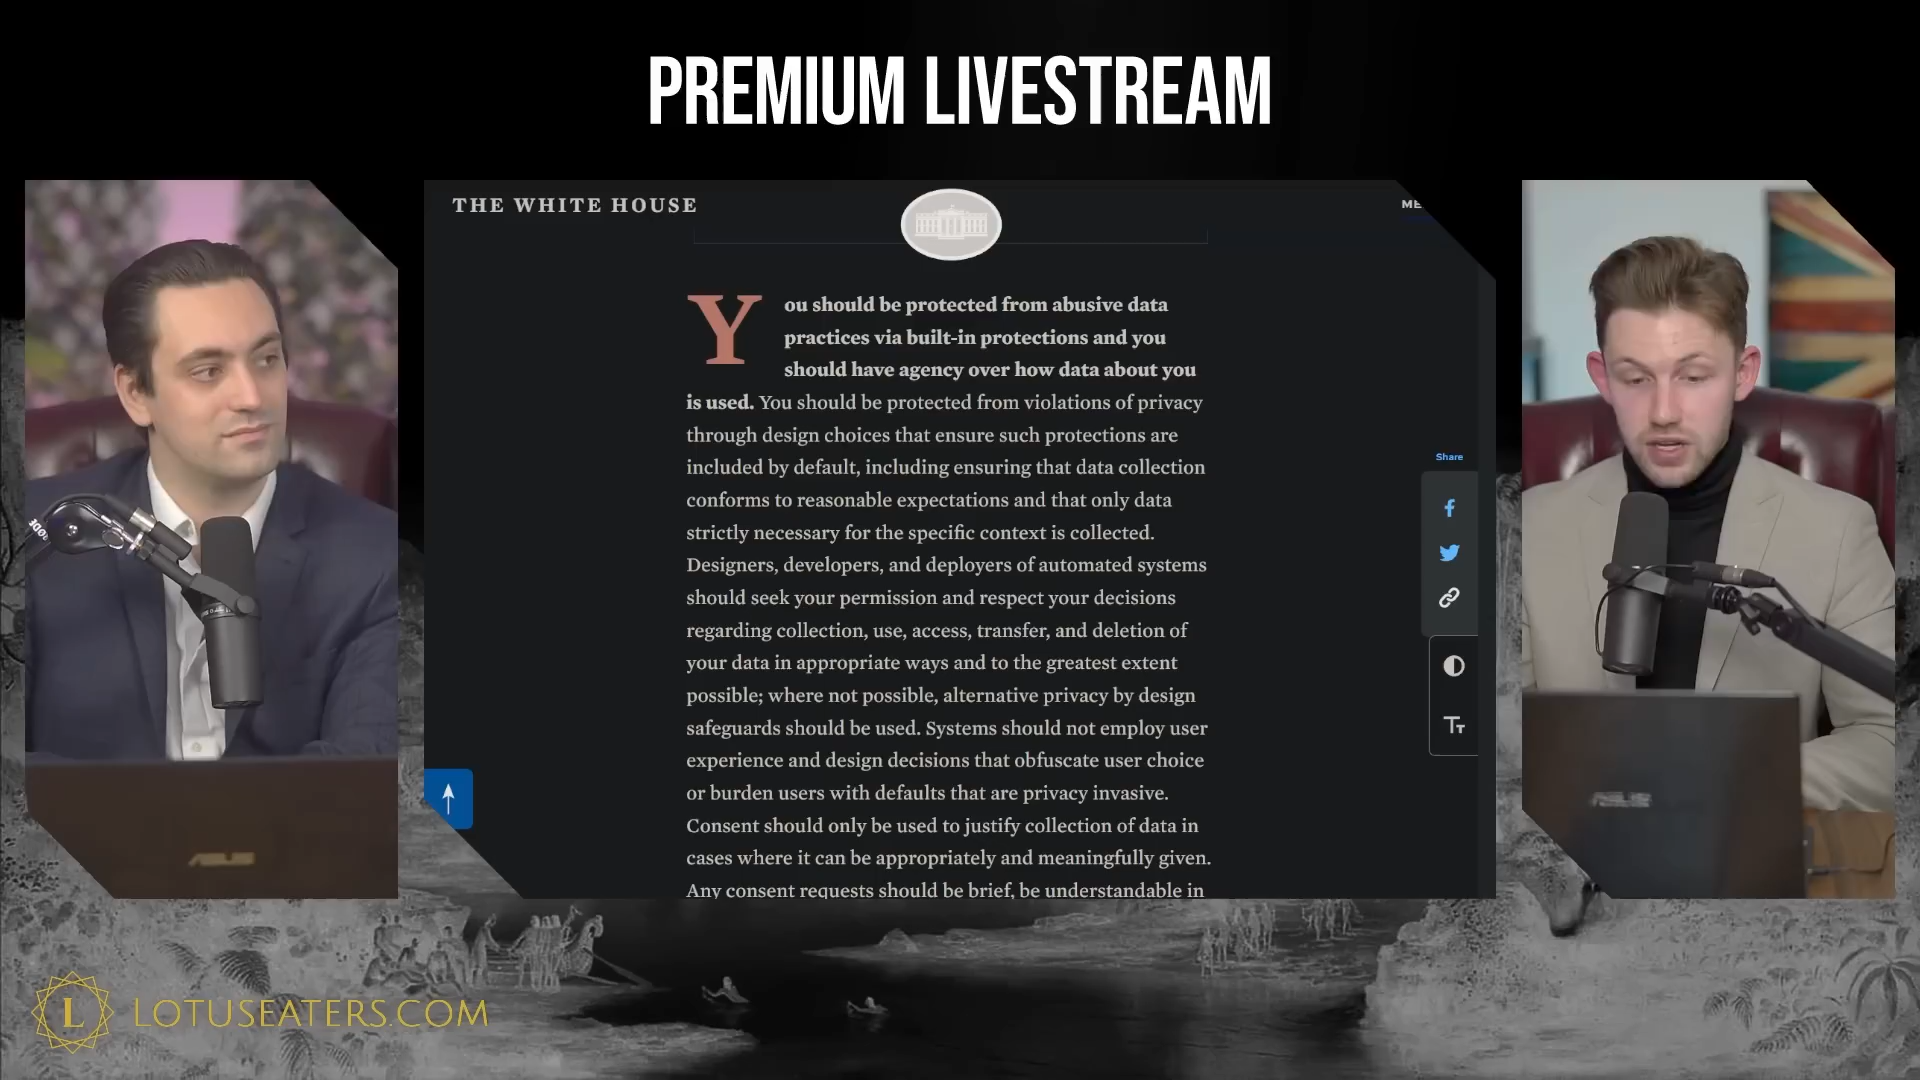 PREMIUM LIVESTREAM
THE WHITE HOUSE
ME
You should be protected from abusive data
practices via built-in protections and you
should have agency over how data about you
is used. You should be protected from violations of privacy
through design choices that ensure such protections are
included by default, including ensuring that data collection
conforms to reasonable expectations and that only data
strictly necessary for the specific context is collected.
Designers, developers, and deployers of automated systems
should seek your permission and respect your decisions
regarding collection, use, access, transfer, and deletion of
your data in appropriate ways and to the greatest extent
possible; where not possible, alternative privacy by design
safeguards should be used. Systems should not employ user
experience and design decisions that obfuscate user choice
or burden users with defaults that are privacy invasive.
Consent should only be used to justify collection of data in
cases where it can be appropriately and meaningfully given.
Any consent requests should be brief, be understandable in
Share
Tт
RODE
ASUS
ASUS
L
LOTUSEATERS.COM